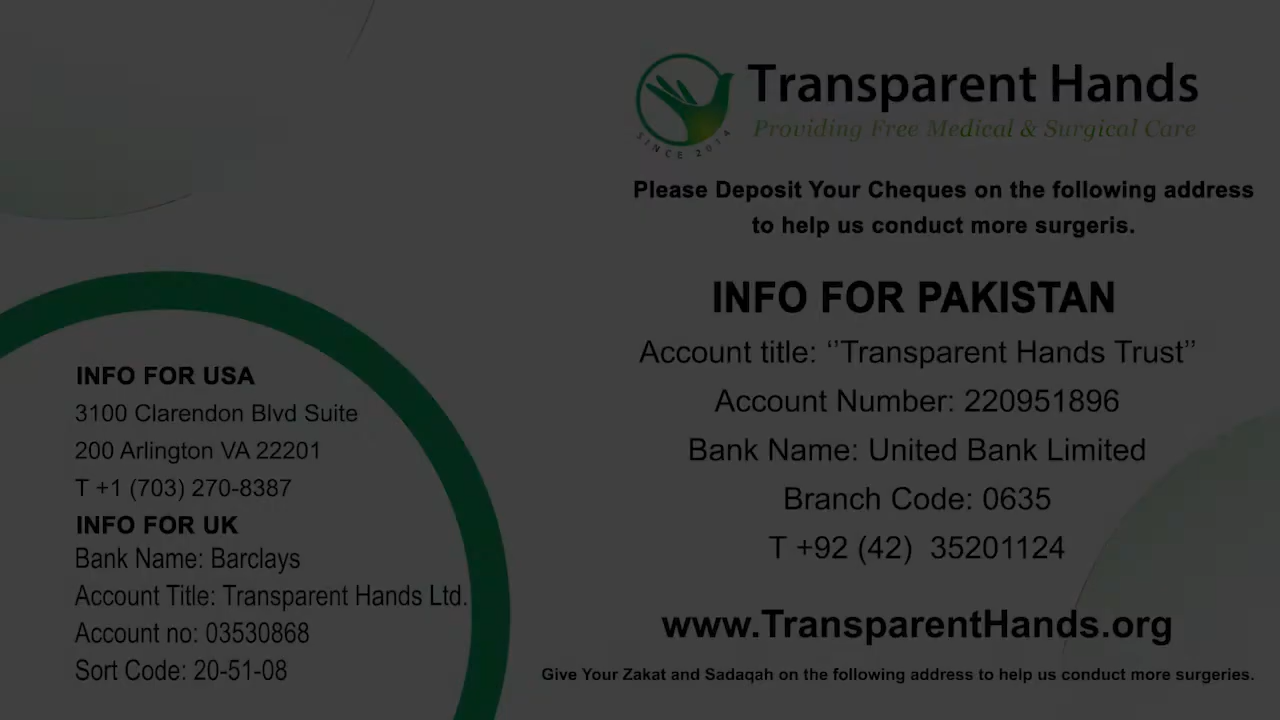 Transparent Hands
Providing Free Medical & Surgical Care
SINCE 2014
Please Deposit Your Cheques on the following address
to help us conduct more surgeris.
INFO FOR PAKISTAN
Account title: ‘’Transparent Hands Trust’’
Account Number: 220951896
Bank Name: United Bank Limited
Branch Code: 0635
T +92 (42)  35201124
www.TransparentHands.org
Give Your Zakat and Sadaqah on the following address to help us conduct more surgeries.
INFO FOR USA
3100 Clarendon Blvd Suite
200 Arlington VA 22201
T +1 (703) 270-8387
INFO FOR UK
Bank Name: Barclays
Account Title: Transparent Hands Ltd.
Account no: 03530868
Sort Code: 20-51-08